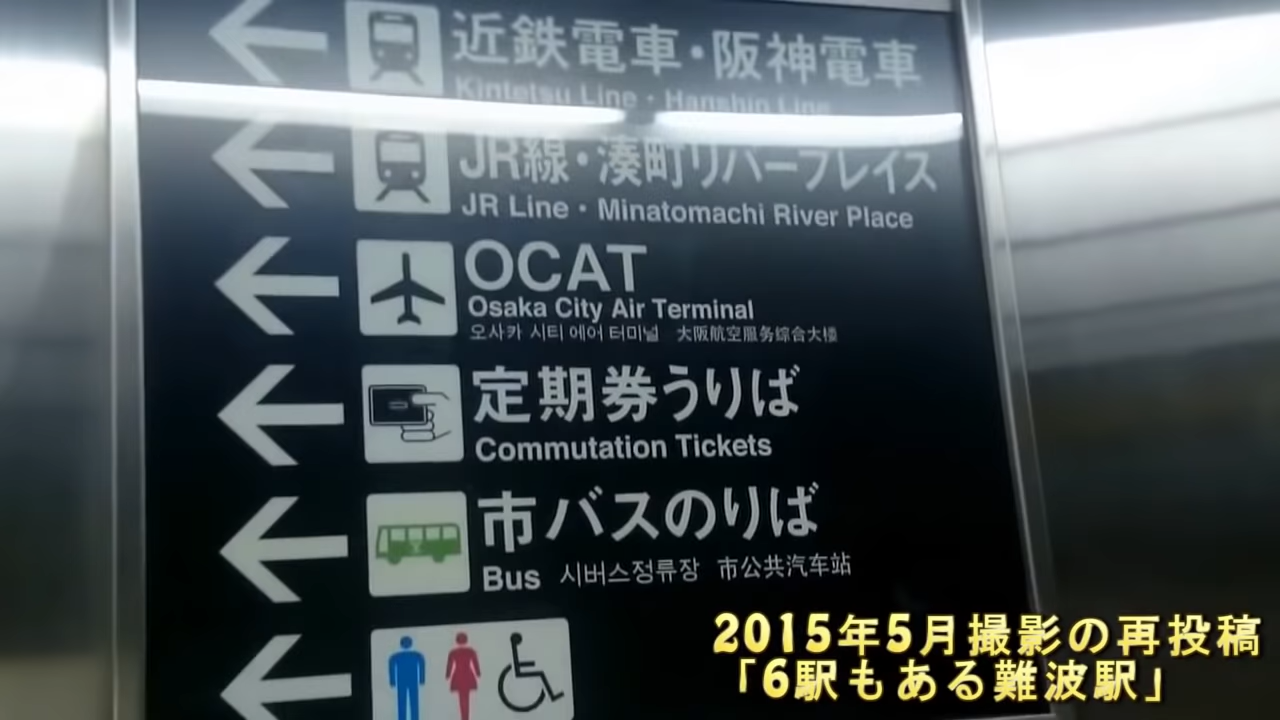 近鉄電車・阪神電車
Kintetsu Line・Hanshin Line
JR線・湊町リバープレイス
JR Line・Minatomachi River Place
OCAT
Osaka City Air Terminal
오사카 시티 에어 터미널 大阪航空服务综合大楼
定期券うりば
Commutation Tickets
市バスのりば
Bus 시버스정류장 市公共汽车站
2015年5月撮影の再投稿
「6駅もある難波駅」